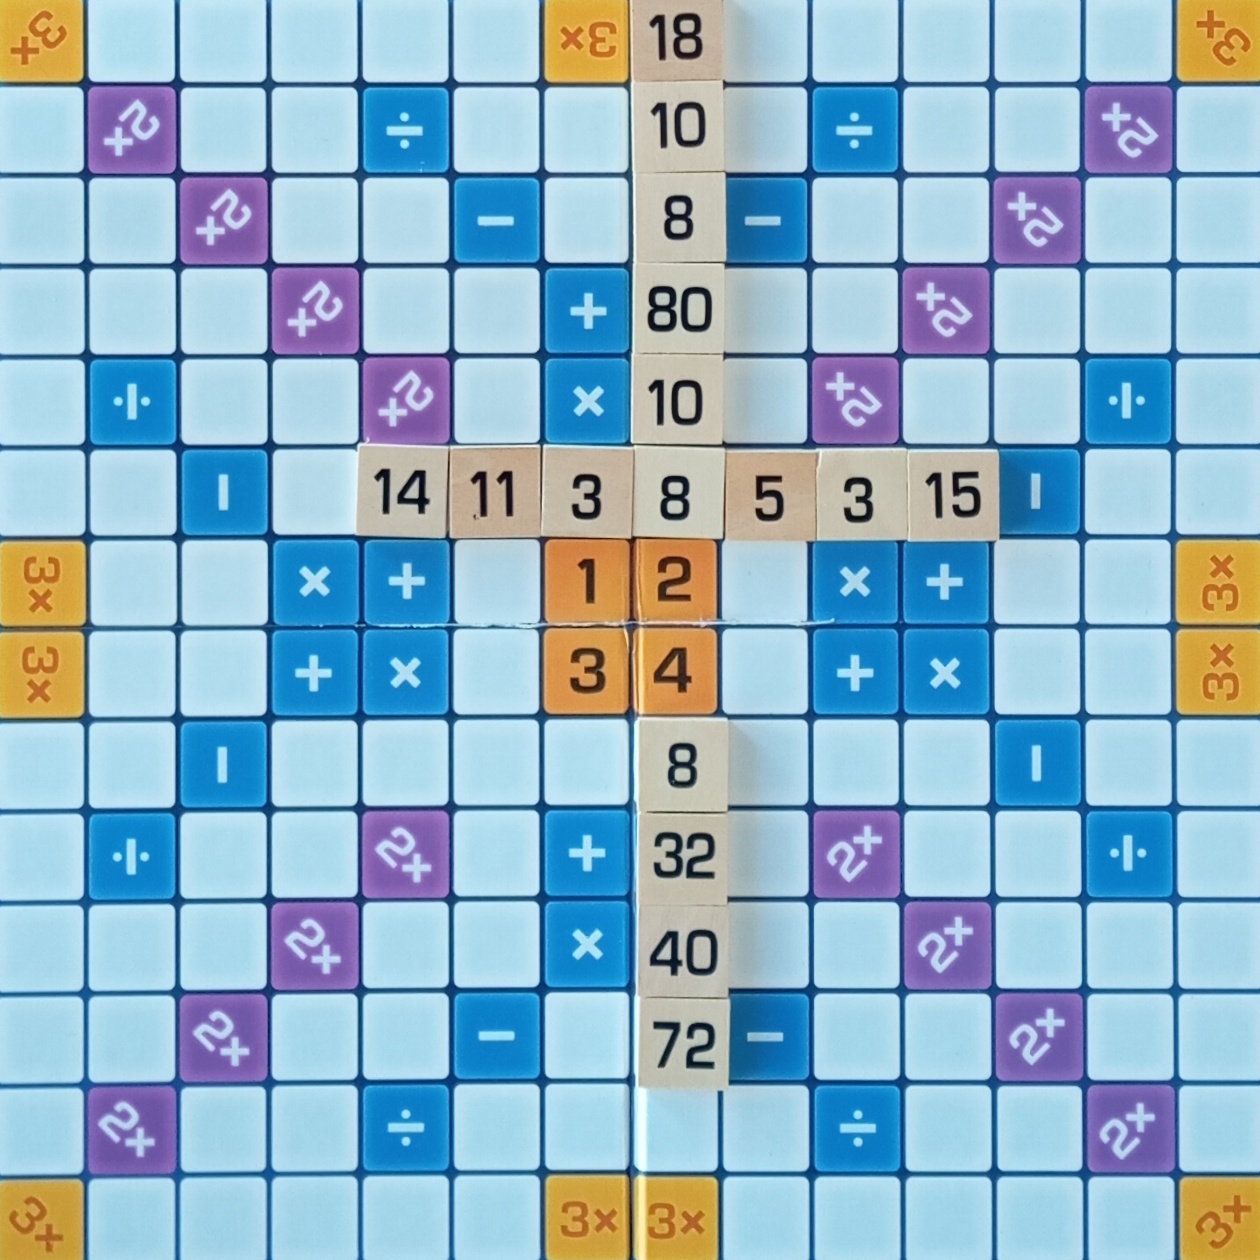 3× 3× 18 3×
2× ÷ 10 ÷ 2×
2× − 8 − 2×
2× + 80 2×
÷ 2× × 10 2× ÷
− 14 11 3 8 5 3 15 −
3× × + 1 2 × + 3×
3× + × 3 4 + × 3×
− 8 −
÷ 2× + 32 2× ÷
2× × 40 2×
2× − 72 − 2×
2× ÷ ÷ 2×
3× 3× 3× 3×